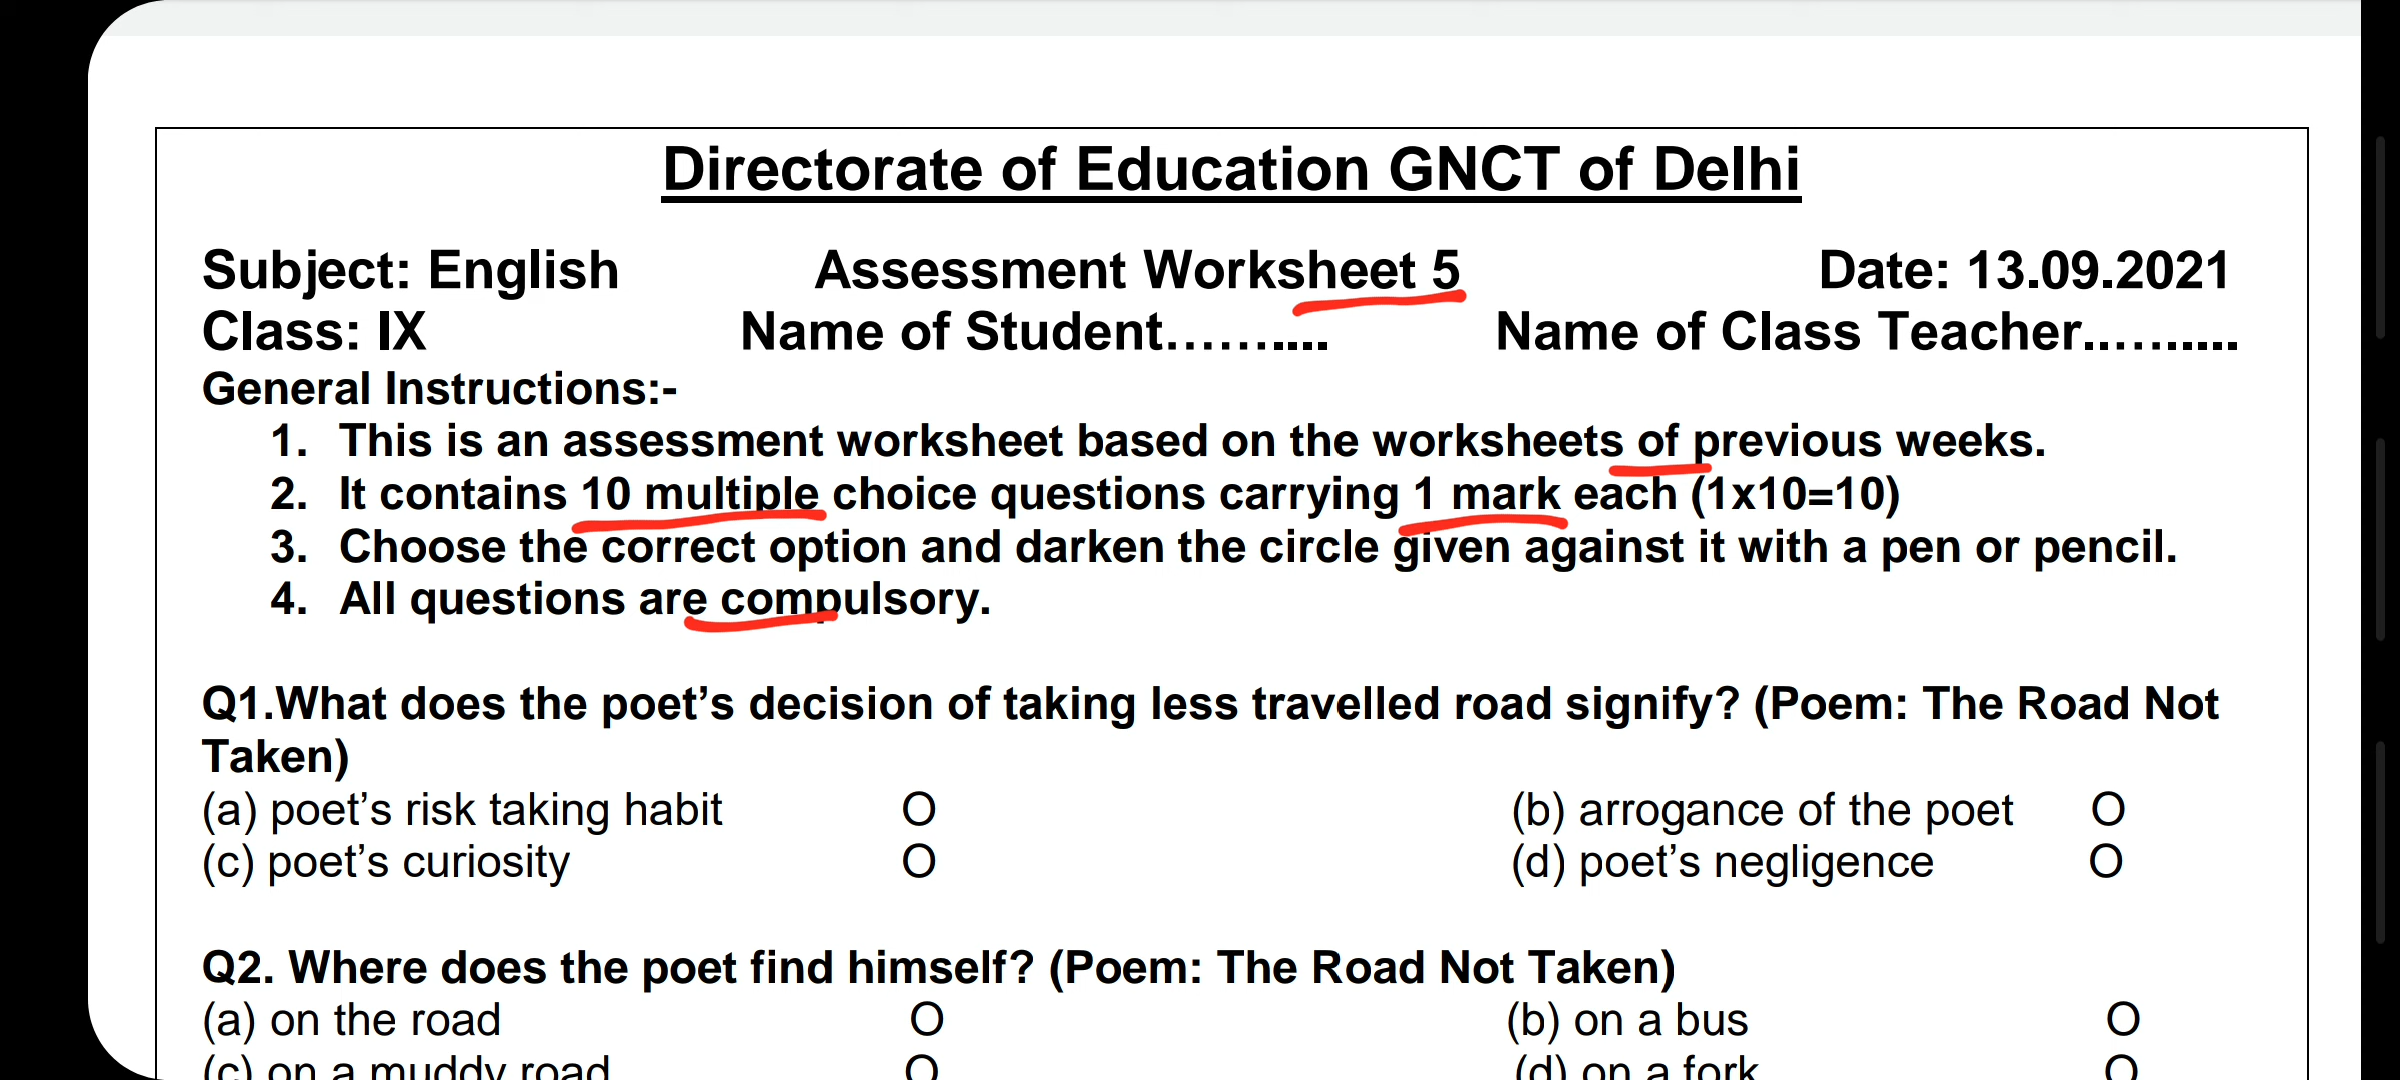 Directorate of Education GNCT of Delhi
Subject: English Assessment Worksheet 5 Date: 13.09.2021
Class: IX Name of Student.…….... Name of Class Teacher..…......
General Instructions:-
1. This is an assessment worksheet based on the worksheets of previous weeks.
2. It contains 10 multiple choice questions carrying 1 mark each (1x10=10)
3. Choose the correct option and darken the circle given against it with a pen or pencil.
4. All questions are compulsory.
Q1.What does the poet’s decision of taking less travelled road signify? (Poem: The Road Not
Taken)
(a) poet’s risk taking habit O (b) arrogance of the poet O
(c) poet’s curiosity O (d) poet’s negligence O
Q2. Where does the poet find himself? (Poem: The Road Not Taken)
(a) on the road O (b) on a bus O
(c) on a muddy road O (d) on a fork O